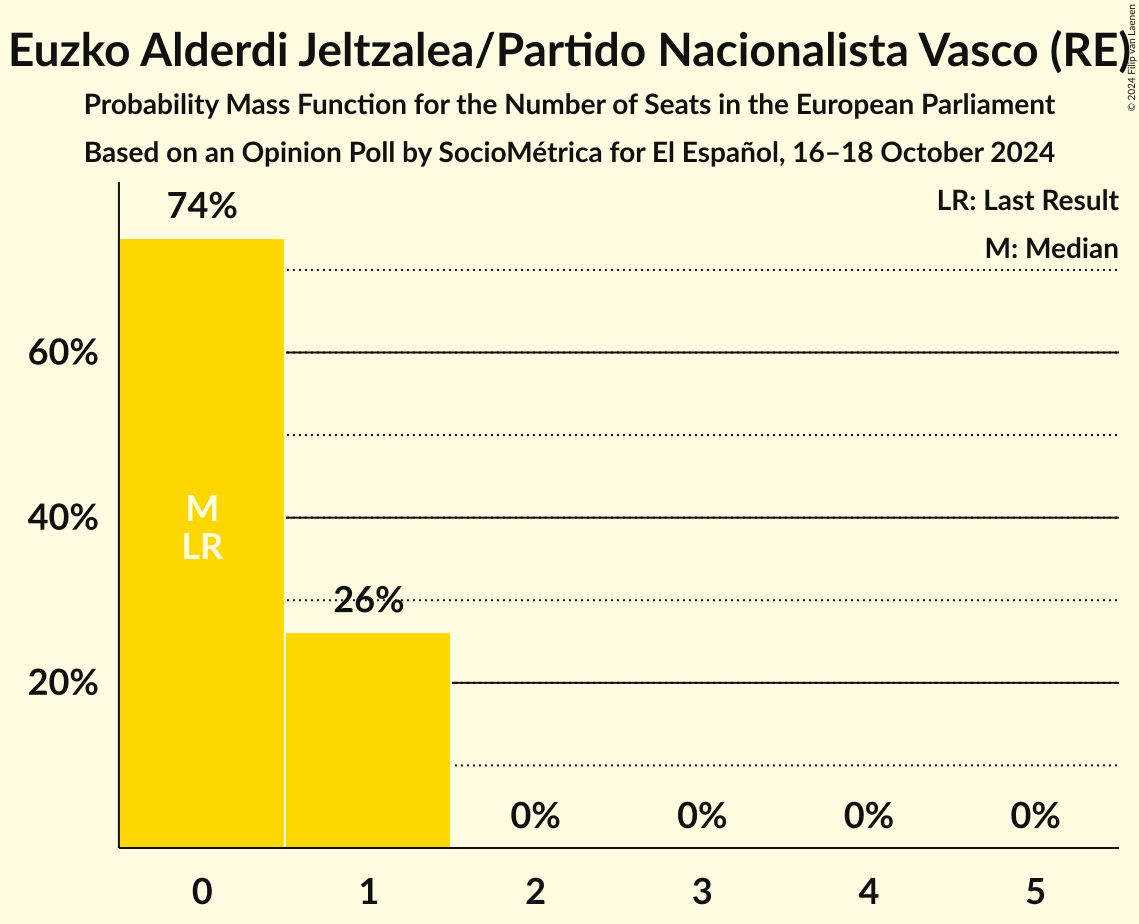 Euzko Alderdi Jeltzalea/Partido Nacionalista Vasco (RE)
© 2024 Filip van Laenen
Probability Mass Function for the Number of Seats in the European Parliament
Based on an Opinion Poll by SocioMétrica for El Español, 16–18 October 2024
LR: Last Result
M: Median
74%
60%
40%
20%
M
LR
26%
0%
0%
0%
0%
0
1
2
3
4
5